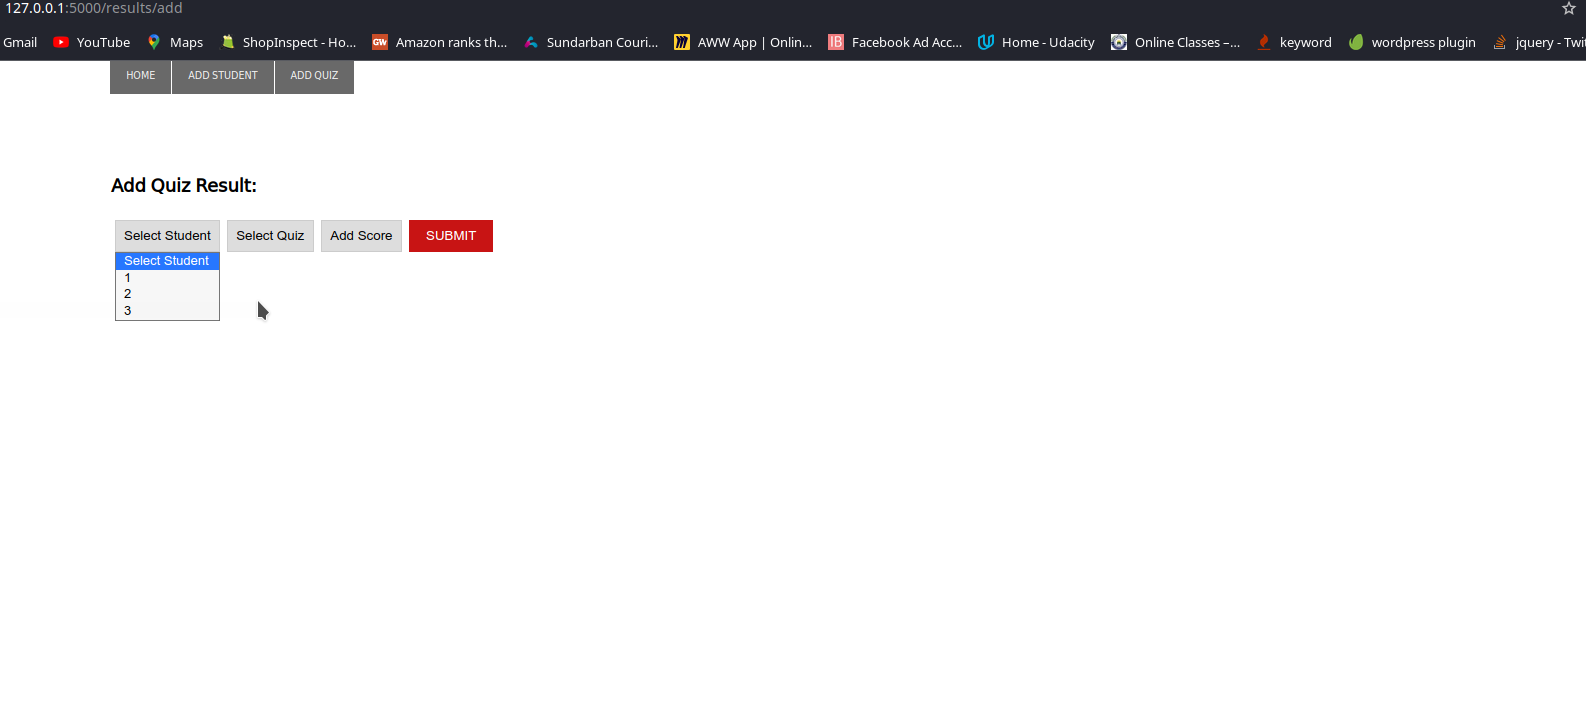 127.0.0.1:5000/results/add
Gmail YouTube Maps ShopInspect - Ho... Amazon ranks th... Sundarban Couri... AWW App | Onlin... Facebook Ad Acc... Home - Udacity Online Classes –... keyword wordpress plugin jquery - Twit
HOME ADD STUDENT ADD QUIZ
Add Quiz Result:
Select Student Select Quiz Add Score SUBMIT
Select Student
1
2
3